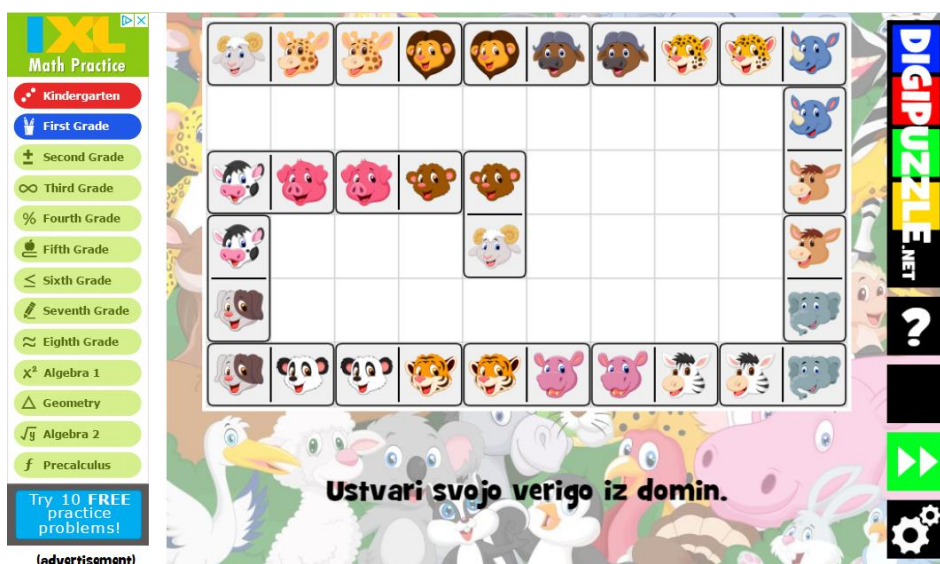 IXL
Math Practice
Kindergarten
First Grade
± Second Grade
∞ Third Grade
% Fourth Grade
Fifth Grade
≤ Sixth Grade
Seventh Grade
≈ Eighth Grade
x² Algebra 1
△ Geometry
√y Algebra 2
f Precalculus
Try 10 FREE
practice
problems!
(advertisement)
Ustvari svojo verigo iz domin.
DIGIPUZZLE.NET
?